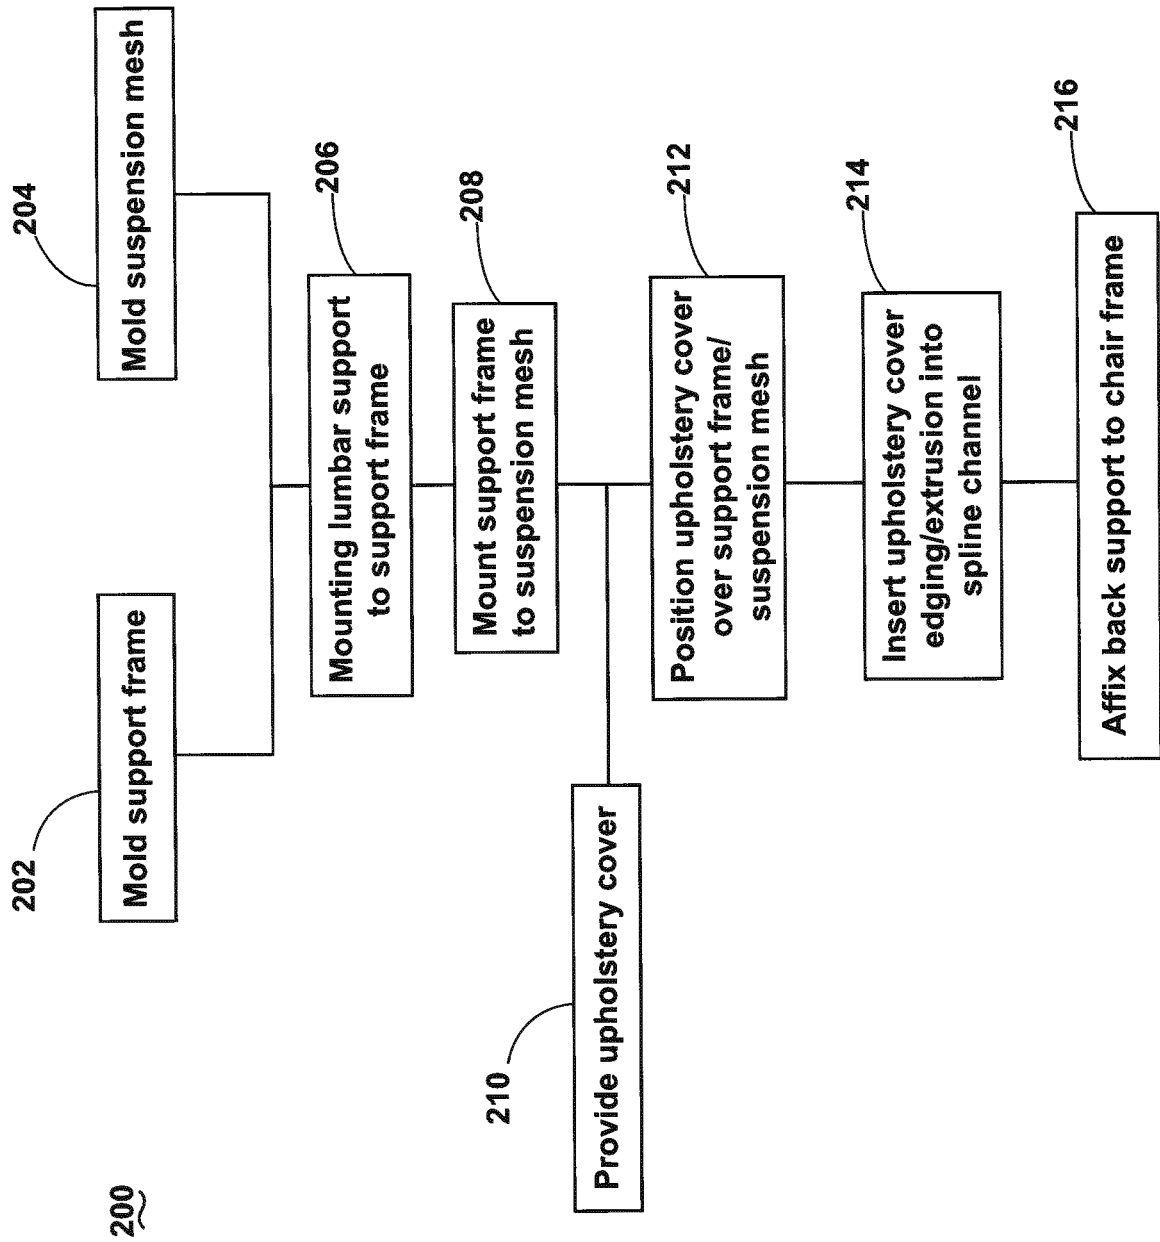 200
202
Mold support frame
204
Mold suspension mesh
206
Mounting lumbar support
to support frame
208
Mount support frame
to suspension mesh
210
Provide upholstery cover
212
Position upholstery cover
over support frame/
suspension mesh
214
Insert upholstery cover
edging/extrusion into
spline channel
216
Affix back support to chair frame